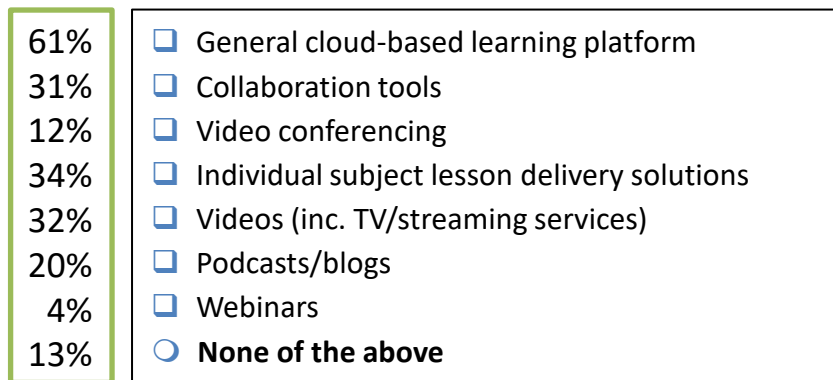 61% General cloud-based learning platform
31% Collaboration tools
12% Video conferencing
34% Individual subject lesson delivery solutions
32% Videos (inc. TV/streaming services)
20% Podcasts/blogs
4% Webinars
13% None of the above